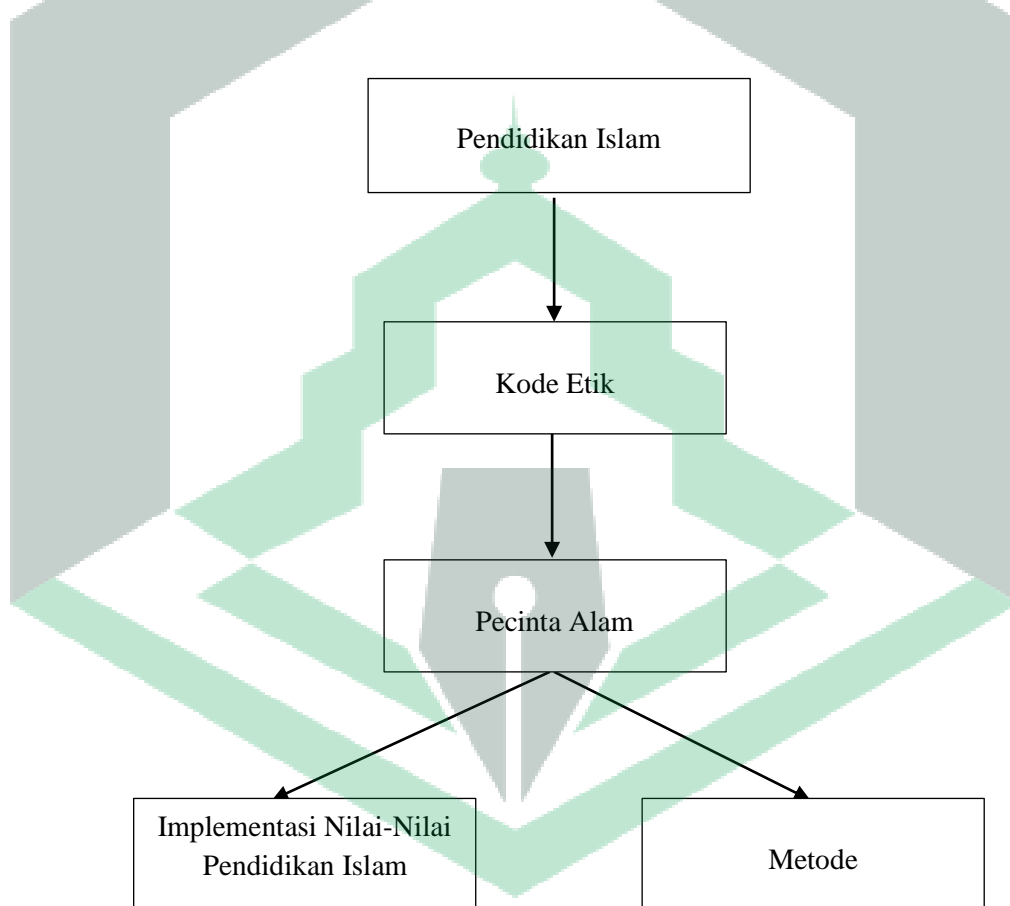 Pendidikan Islam
Kode Etik
Pecinta Alam
Implementasi Nilai-Nilai
Pendidikan Islam
Metode